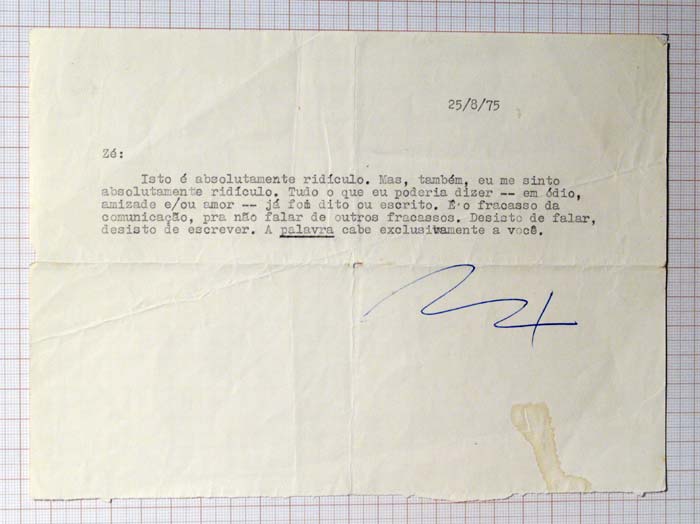 25/8/75
Zé:
Isto é absolutamente ridículo. Mas, também, eu me sinto
absolutamente ridículo. Tudo o que eu poderia dizer -- em ódio,
amizade e/ou amor -- já foi dito ou escrito. É o fracasso da
comunicação, pra não falar de outros fracassos. Desisto de falar,
desisto de escrever. A palavra cabe exclusivamente a você.